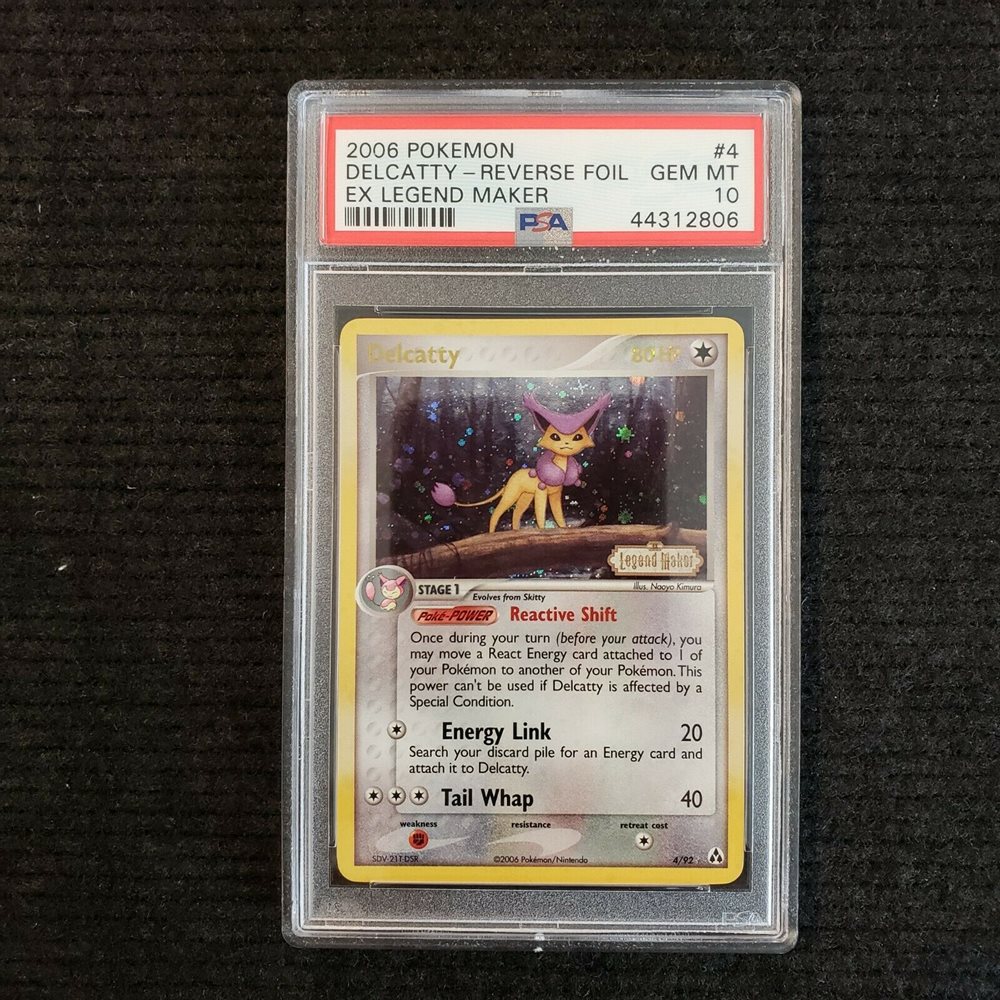 2006 POKEMON #4
DELCATTY – REVERSE FOIL GEM MT
EX LEGEND MAKER 10
PSA 44312806
Delcatty 80 HP
Legend Maker
Illus. Naoyo Kimura
STAGE 1 Evolves from Skitty
Poké-POWER Reactive Shift
Once during your turn (before your attack), you
may move a React Energy card attached to 1 of
your Pokémon to another of your Pokémon. This
power can't be used if Delcatty is affected by a
Special Condition.
Energy Link 20
Search your discard pile for an Energy card and
attach it to Delcatty.
Tail Whap 40
weakness resistance retreat cost
SDV-217-DSR ©2006 Pokémon/Nintendo 4/92
PSA